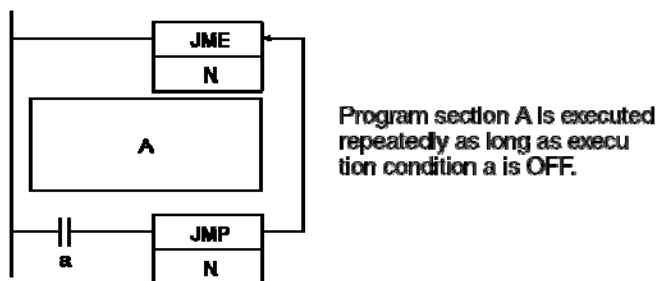 JME
N
A
Program section A is executed
repeatedly as long as execu
tion condition a is OFF.
JMP
a
N